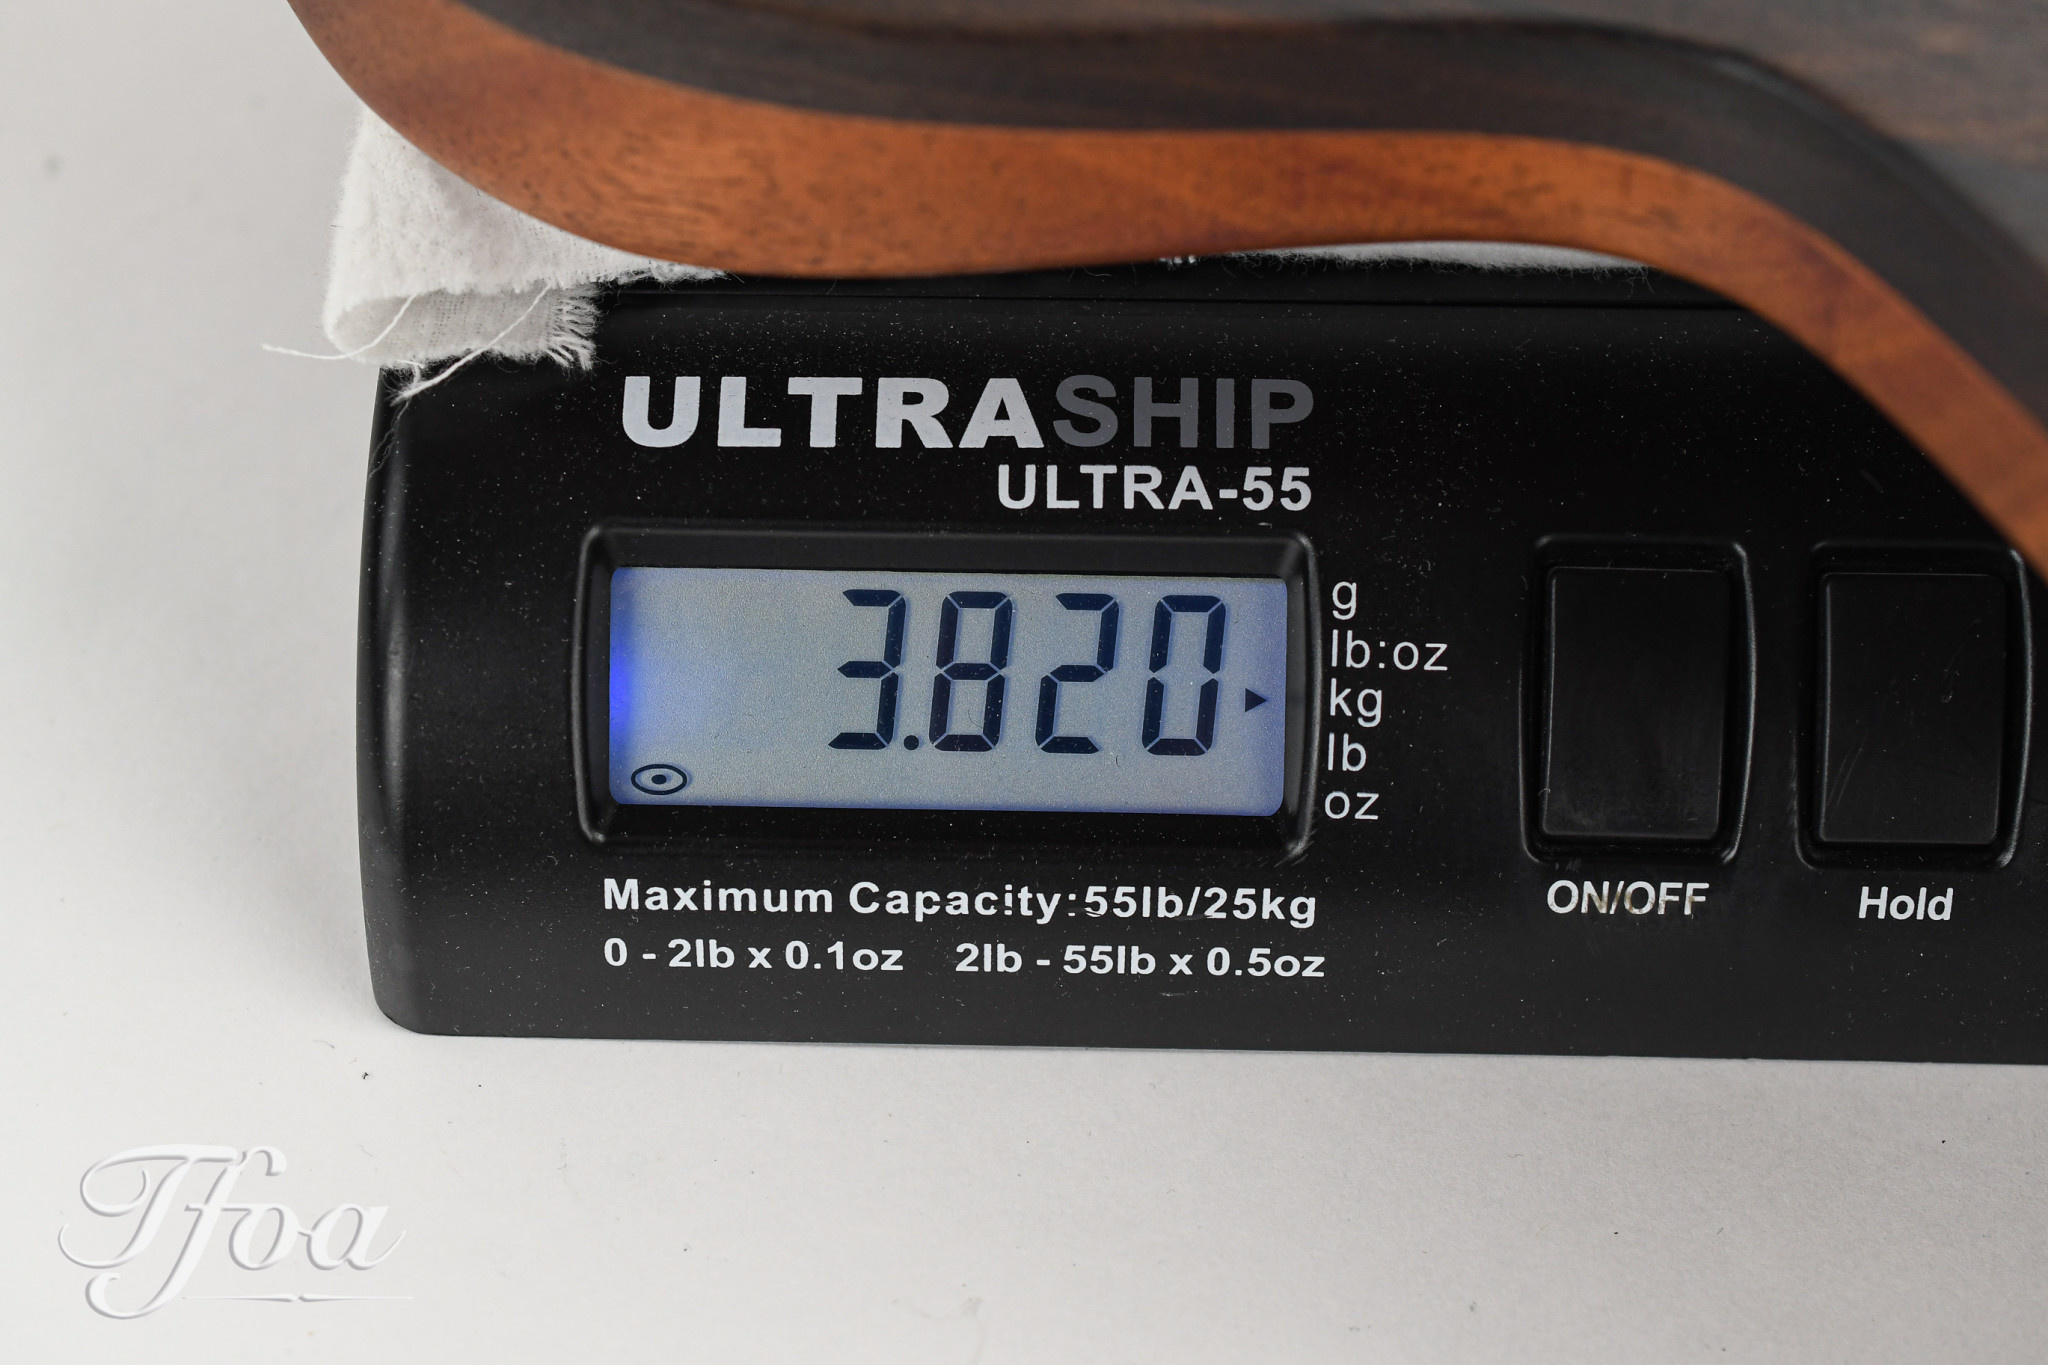 ULTRASHIP
ULTRA-55
3.820
g
lb:oz
kg
lb
oz
Maximum Capacity:55lb/25kg
0 - 2lb x 0.1oz 2lb - 55lb x 0.5oz
ON/OFF
Hold
Tfoa